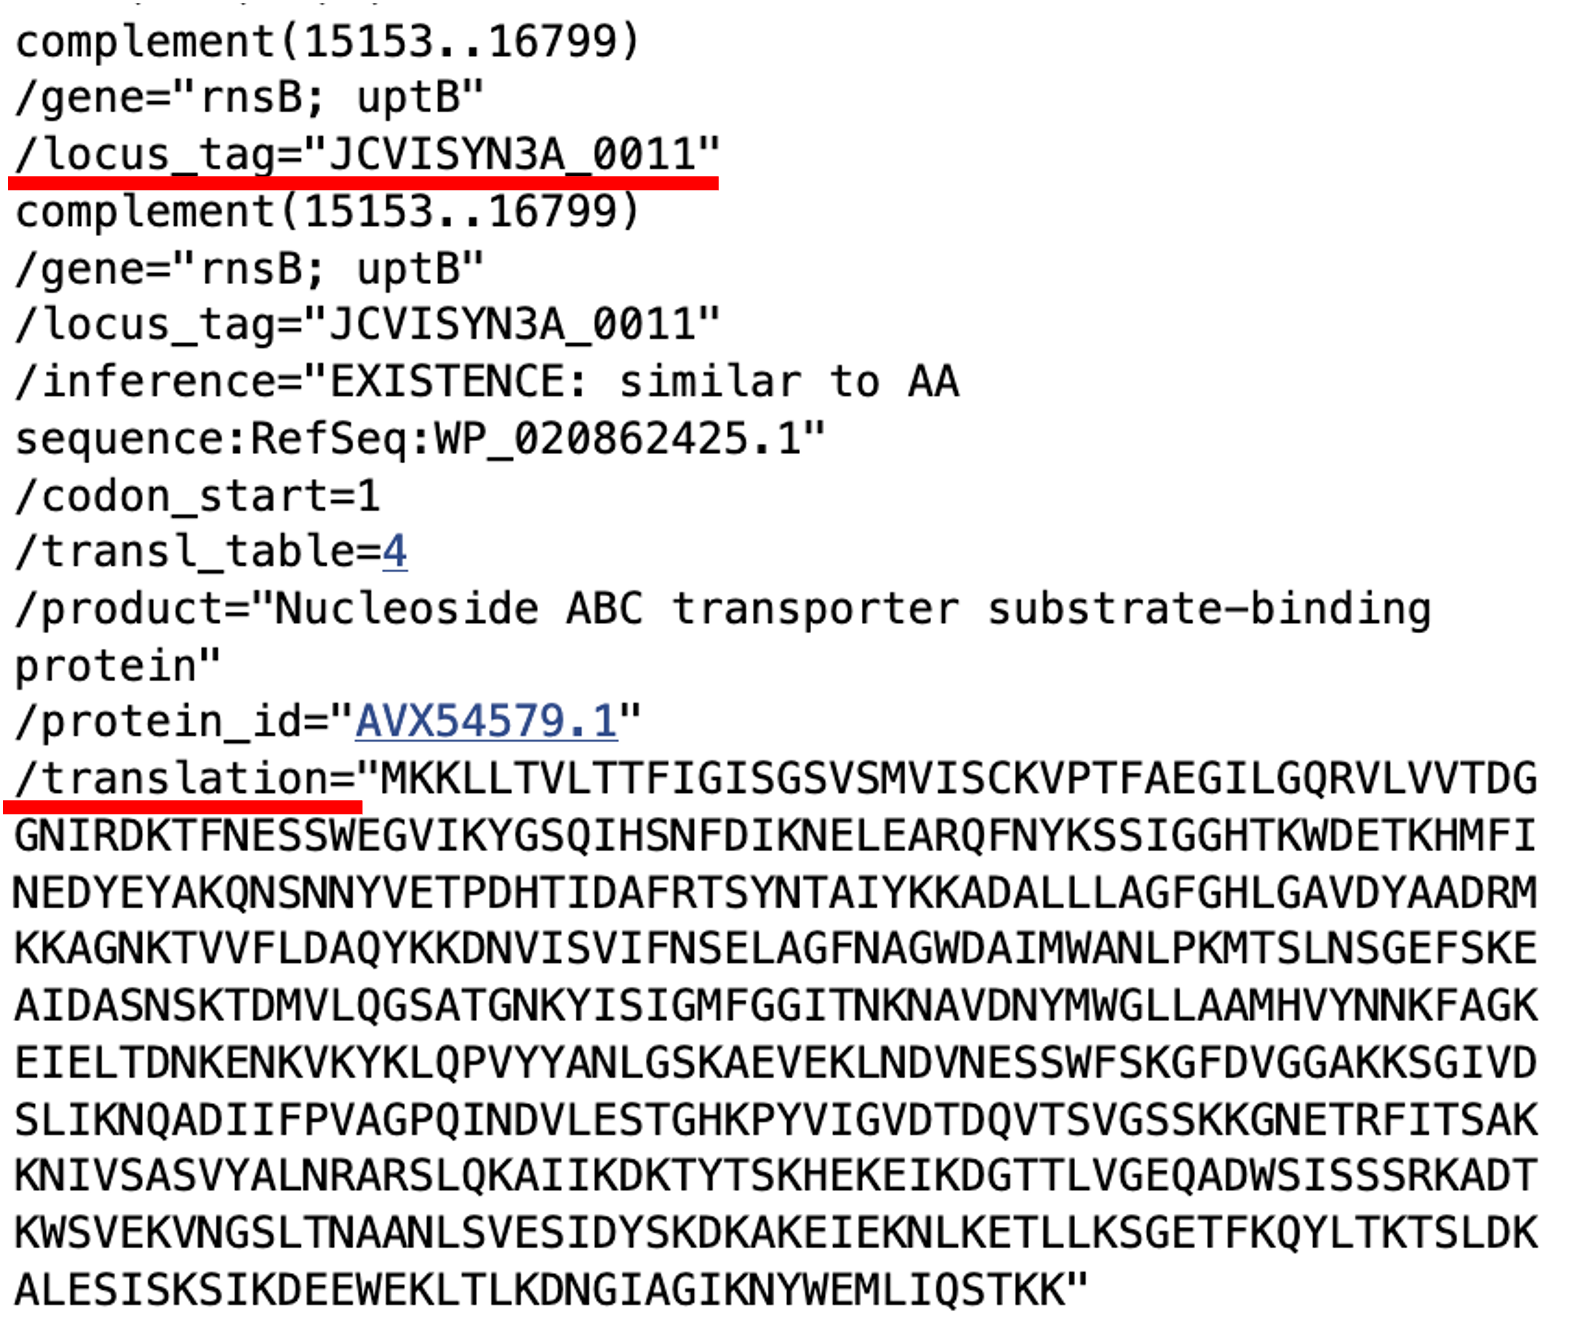 complement(15153..16799)
/gene="rnsB; uptB"
/locus_tag="JCVISYN3A_0011"
complement(15153..16799)
/gene="rnsB; uptB"
/locus_tag="JCVISYN3A_0011"
/inference="EXISTENCE: similar to AA
sequence:RefSeq:WP_020862425.1"
/codon_start=1
/transl_table=4
/product="Nucleoside ABC transporter substrate-binding
protein"
/protein_id="AVX54579.1"
/translation="MKKLLTVLTTFIGISGSVSMVISCKVPTFAEGILGQRVLVVTDG
GNIRDKTFNESSWEGVIKYGSQIHSNFDIKNELEARQFNYKSSIGGHTKWDETKHMFI
NEDYEYAKQNSNNYVETPDHTIDAFRTSYNTAIYKKADALLLAGFGHLGAVDYAADRM
KKAGNKTVVFLDAQYKKDNVISVIFNSELAGFNAGWDAIMWANLPKMTSLNSGEFSKE
AIDASNSKTDMVLQGSATGNKYISIGMFGGITNKNAVDNYMWGLLAAMHVYNNKFAGK
EIELTDNKENKVKYKLQPVYYANLGSKAEVEKLNDVNESSWFSKGFDVGGAKKSGIVD
SLIKNQADIIFPVAGPQINDVLESTGHKPYVIGVDTDQVTSVGSSKKGNETRFITSAK
KNIVSASVYALNRARSLQKAIIKDKTYTSKHEKEIKDGTTLVGEQADWSISSSRKADT
KWSVEKVNGSLTNAANLSVESIDYSKDKAKEIEKNLKETLLKSGETFKQYLTKTSLDK
ALESISKSIKDEEWEKLTLKDNGIAGIKNYWEMLIQSTKK"